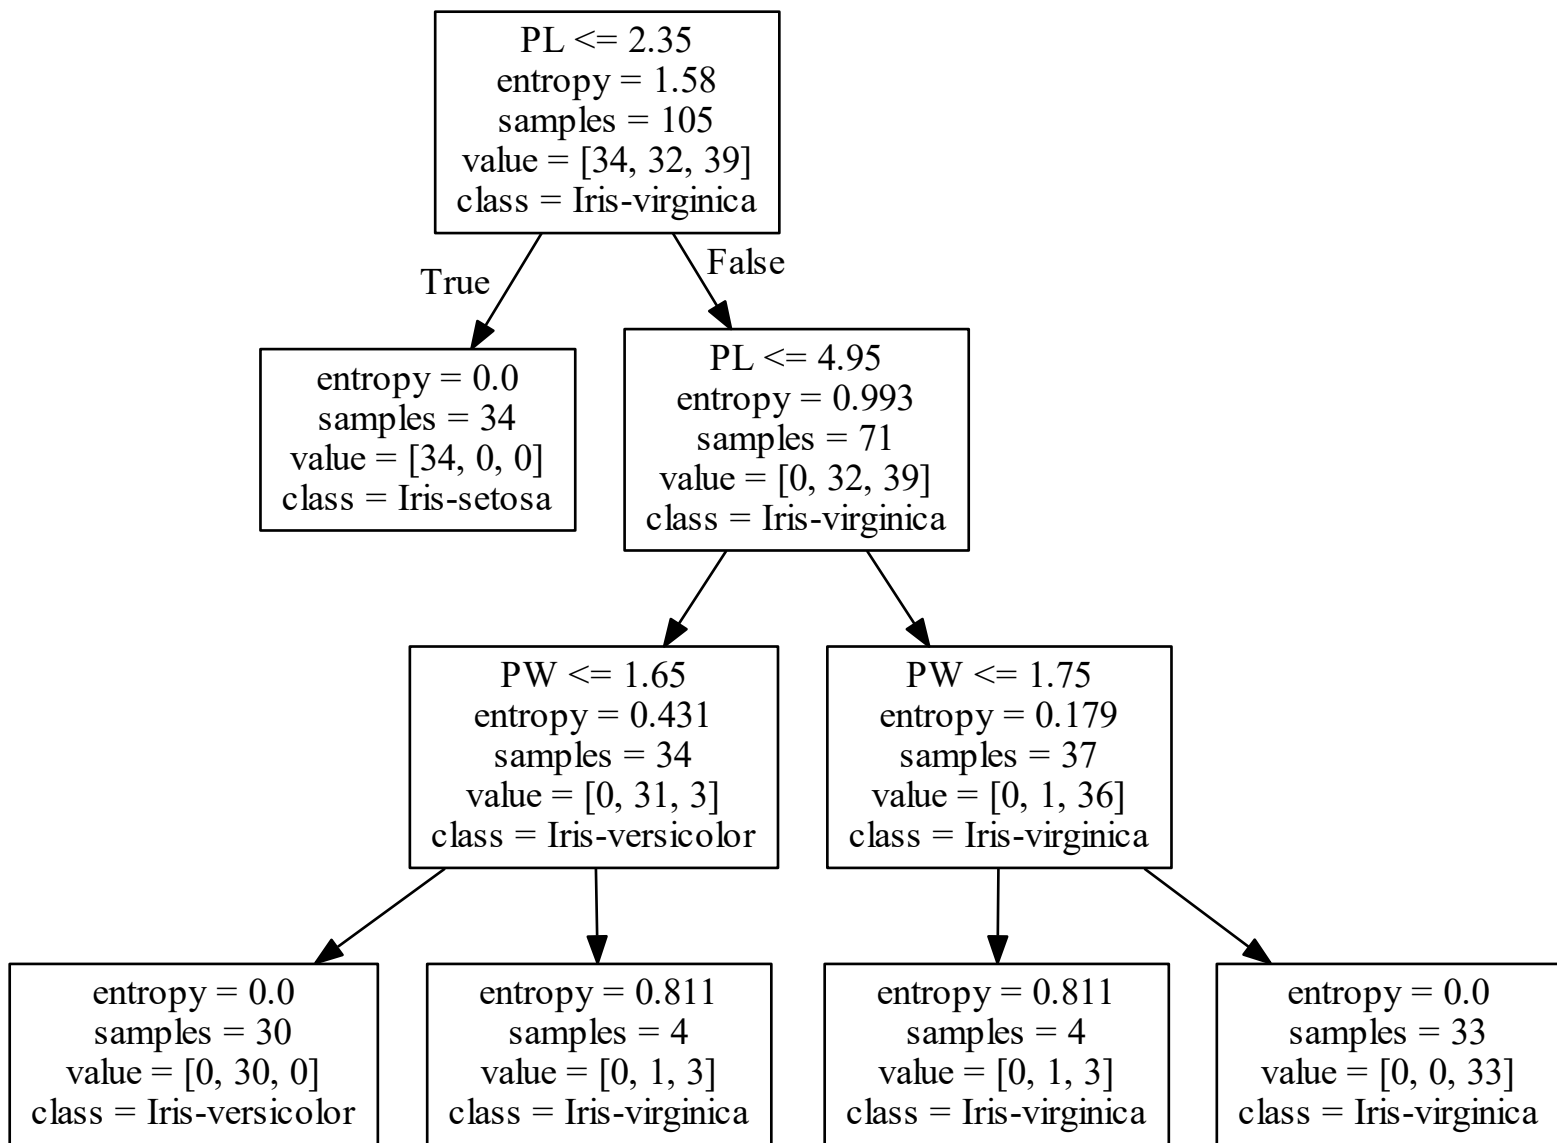 PL <= 2.35
entropy = 1.58
samples = 105
value = [34, 32, 39]
class = Iris-virginica
True
False
entropy = 0.0
samples = 34
value = [34, 0, 0]
class = Iris-setosa
PL <= 4.95
entropy = 0.993
samples = 71
value = [0, 32, 39]
class = Iris-virginica
PW <= 1.65
entropy = 0.431
samples = 34
value = [0, 31, 3]
class = Iris-versicolor
PW <= 1.75
entropy = 0.179
samples = 37
value = [0, 1, 36]
class = Iris-virginica
entropy = 0.0
samples = 30
value = [0, 30, 0]
class = Iris-versicolor
entropy = 0.811
samples = 4
value = [0, 1, 3]
class = Iris-virginica
entropy = 0.811
samples = 4
value = [0, 1, 3]
class = Iris-virginica
entropy = 0.0
samples = 33
value = [0, 0, 33]
class = Iris-virginica